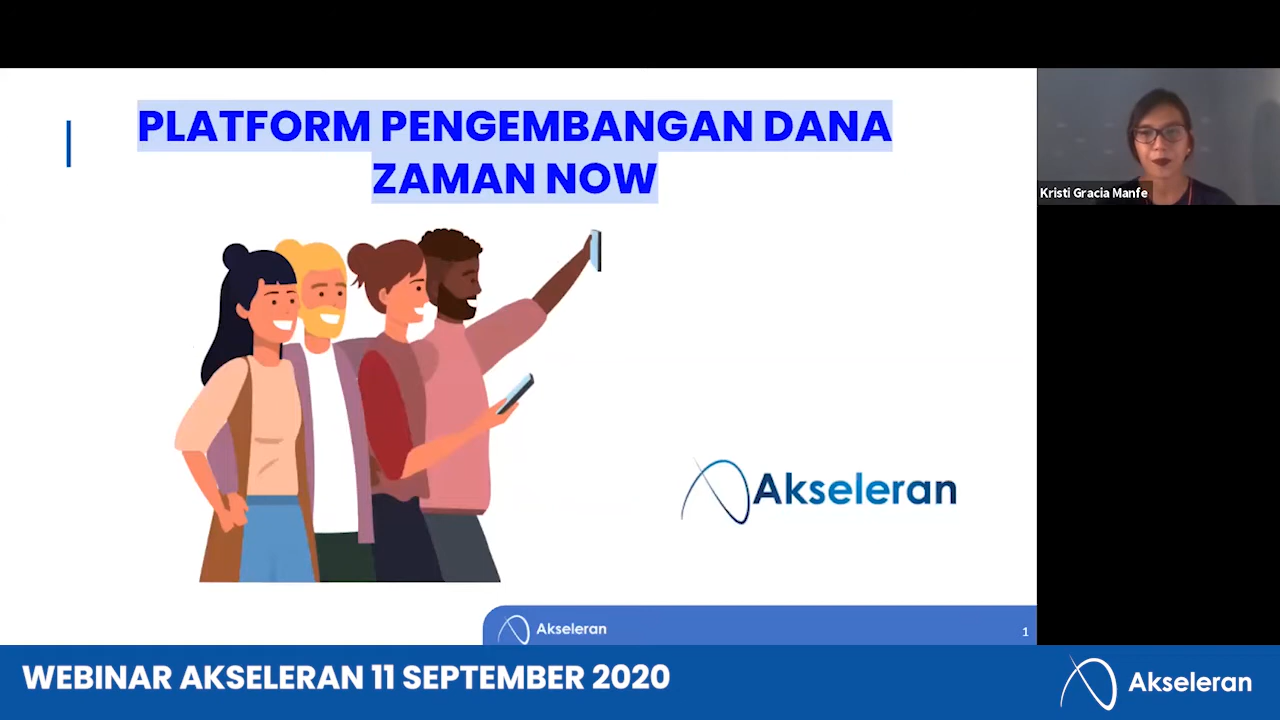 PLATFORM PENGEMBANGAN DANA
ZAMAN NOW
Kristi Gracia Manfe
Akseleran
Akseleran
1
WEBINAR AKSELERAN 11 SEPTEMBER 2020
Akseleran